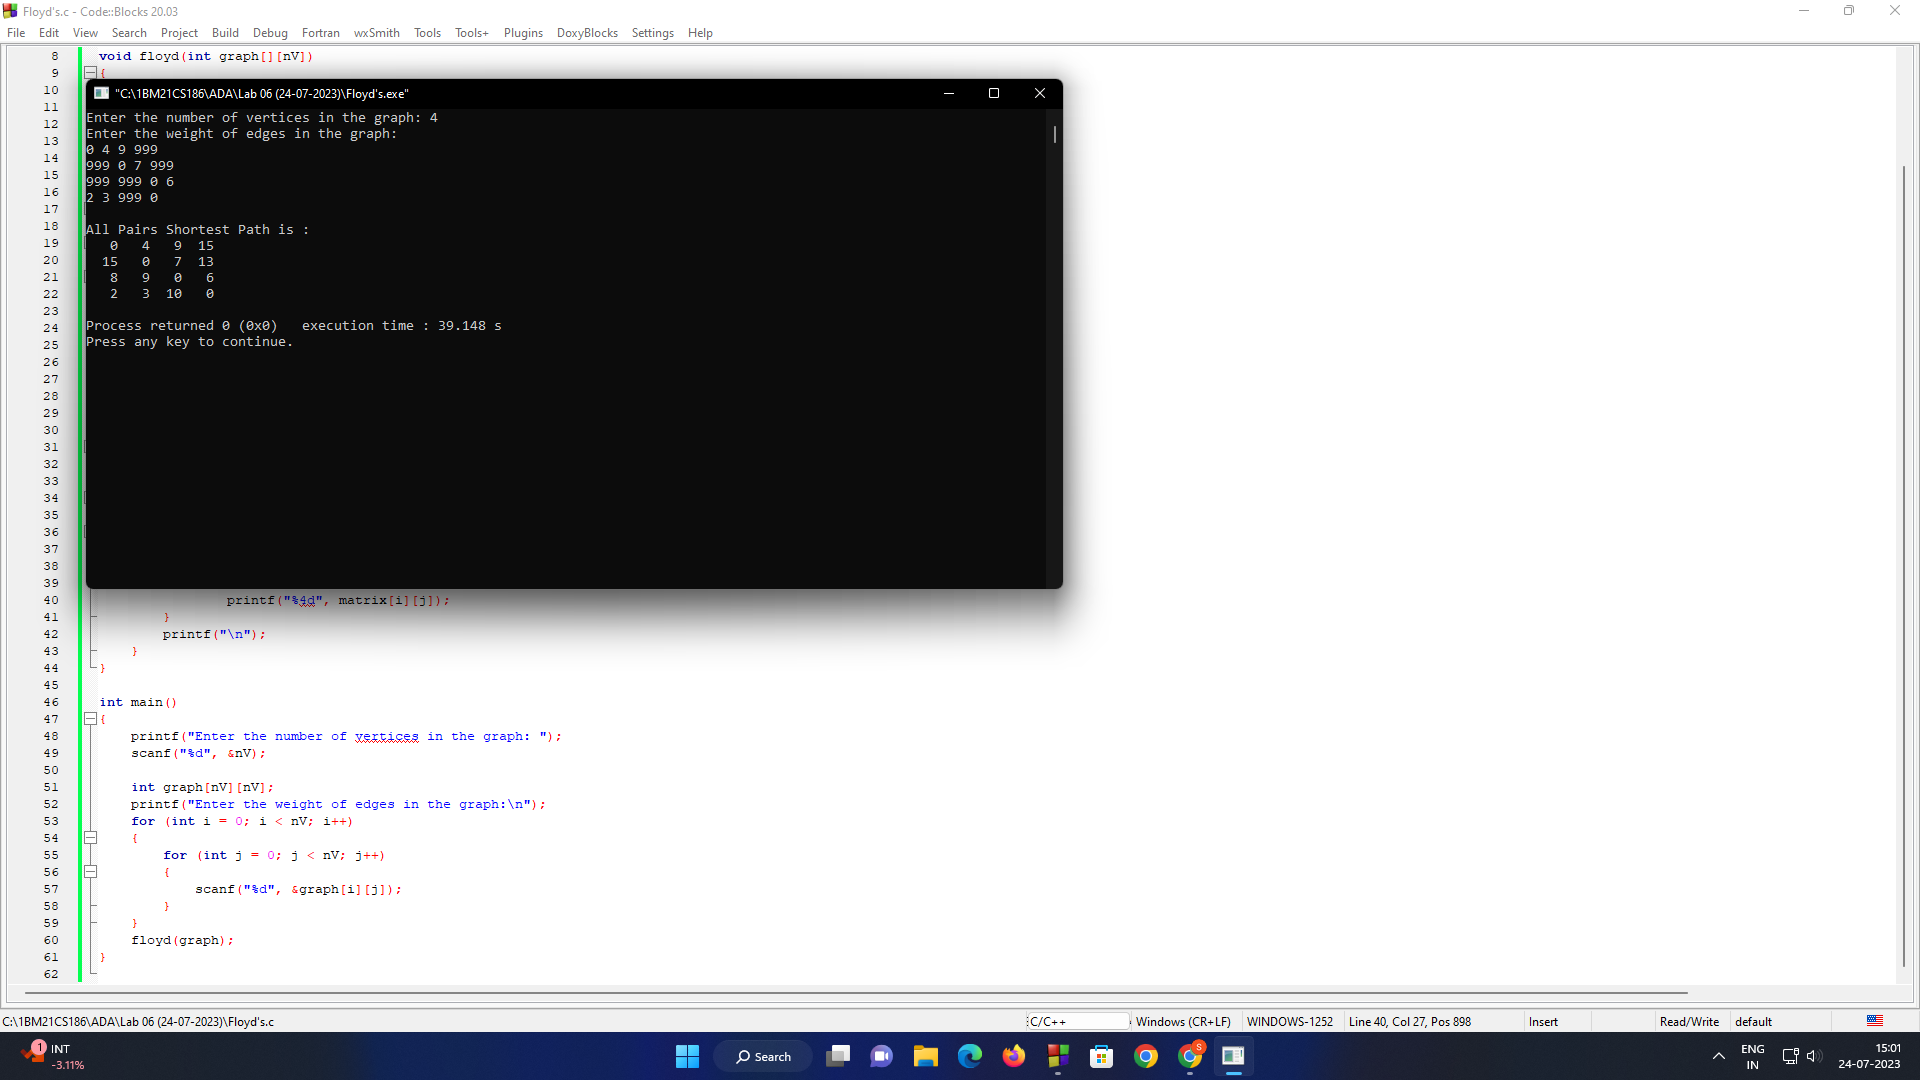 Floyd's.c - Code::Blocks 20.03
File Edit View Search Project Build Debug Fortran wxSmith Tools Tools+ Plugins DoxyBlocks Settings Help
8 void floyd(int graph[][nV])
9 {
"C:\1BM21CS186\ADA\Lab 06 (24-07-2023)\Floyd's.exe"
Enter the number of vertices in the graph: 4
Enter the weight of edges in the graph:
0 4 9 999
999 0 7 999
999 999 0 6
2 3 999 0
All Pairs Shortest Path is :
0 4 9 15
15 0 7 13
8 9 0 6
2 3 10 0
Process returned 0 (0x0) execution time : 39.148 s
Press any key to continue.
10
11
12
13
14
15
16
17
18
19
20
21
22
23
24
25
26
27
28
29
30
31
32
33
34
35
36
37
38
39
40 printf("%4d", matrix[i][j]);
41 }
42 printf("\n");
43 }
44 }
45
46 int main()
47 {
48 printf("Enter the number of vertices in the graph: ");
49 scanf("%d", &nV);
50
51 int graph[nV][nV];
52 printf("Enter the weight of edges in the graph:\n");
53 for (int i = 0; i < nV; i++)
54 {
55 for (int j = 0; j < nV; j++)
56 {
57 scanf("%d", &graph[i][j]);
58 }
59 }
60 floyd(graph);
61 }
62
C:\1BM21CS186\ADA\Lab 06 (24-07-2023)\Floyd's.c C/C++ Windows (CR+LF) WINDOWS-1252 Line 40, Col 27, Pos 898 Insert Read/Write default
1 INT
-3.11%
Search
S
ENG
IN
15:01
24-07-2023